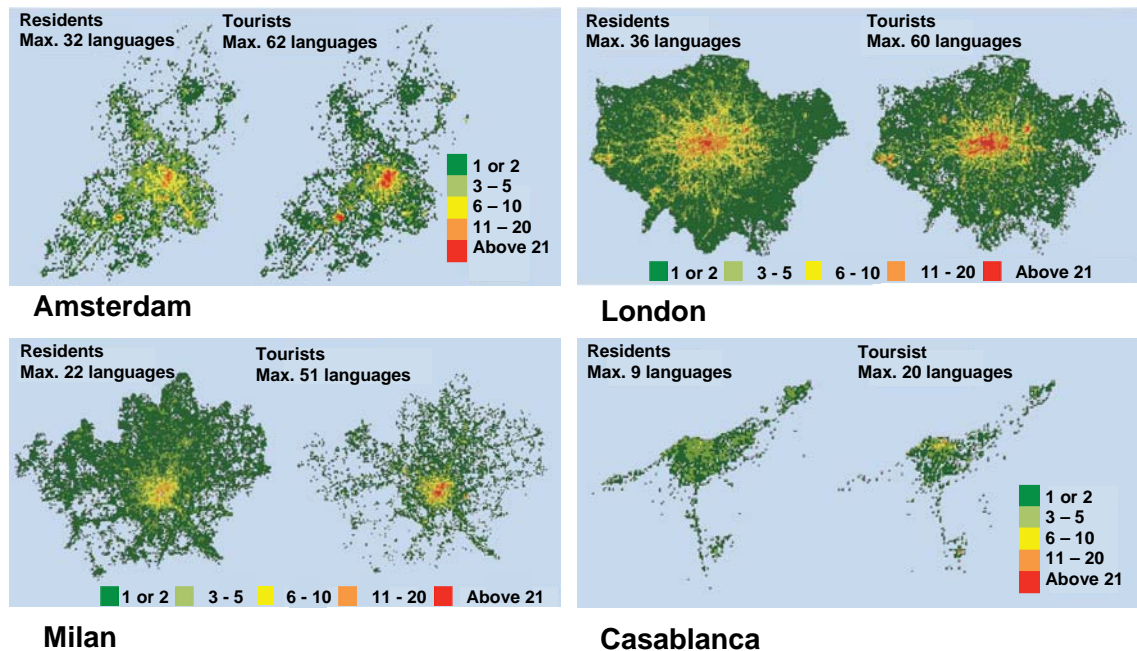 Residents
Max. 32 languages
Tourists
Max. 62 languages
1 or 2
3 – 5
6 – 10
11 – 20
Above 21
Amsterdam
Residents
Max. 36 languages
Tourists
Max. 60 languages
1 or 2 3 - 5 6 - 10 11 - 20 Above 21
London
Residents
Max. 22 languages
Tourists
Max. 51 languages
1 or 2 3 - 5 6 - 10 11 - 20 Above 21
Milan
Residents
Max. 9 languages
Toursist
Max. 20 languages
1 or 2
3 – 5
6 – 10
11 – 20
Above 21
Casablanca